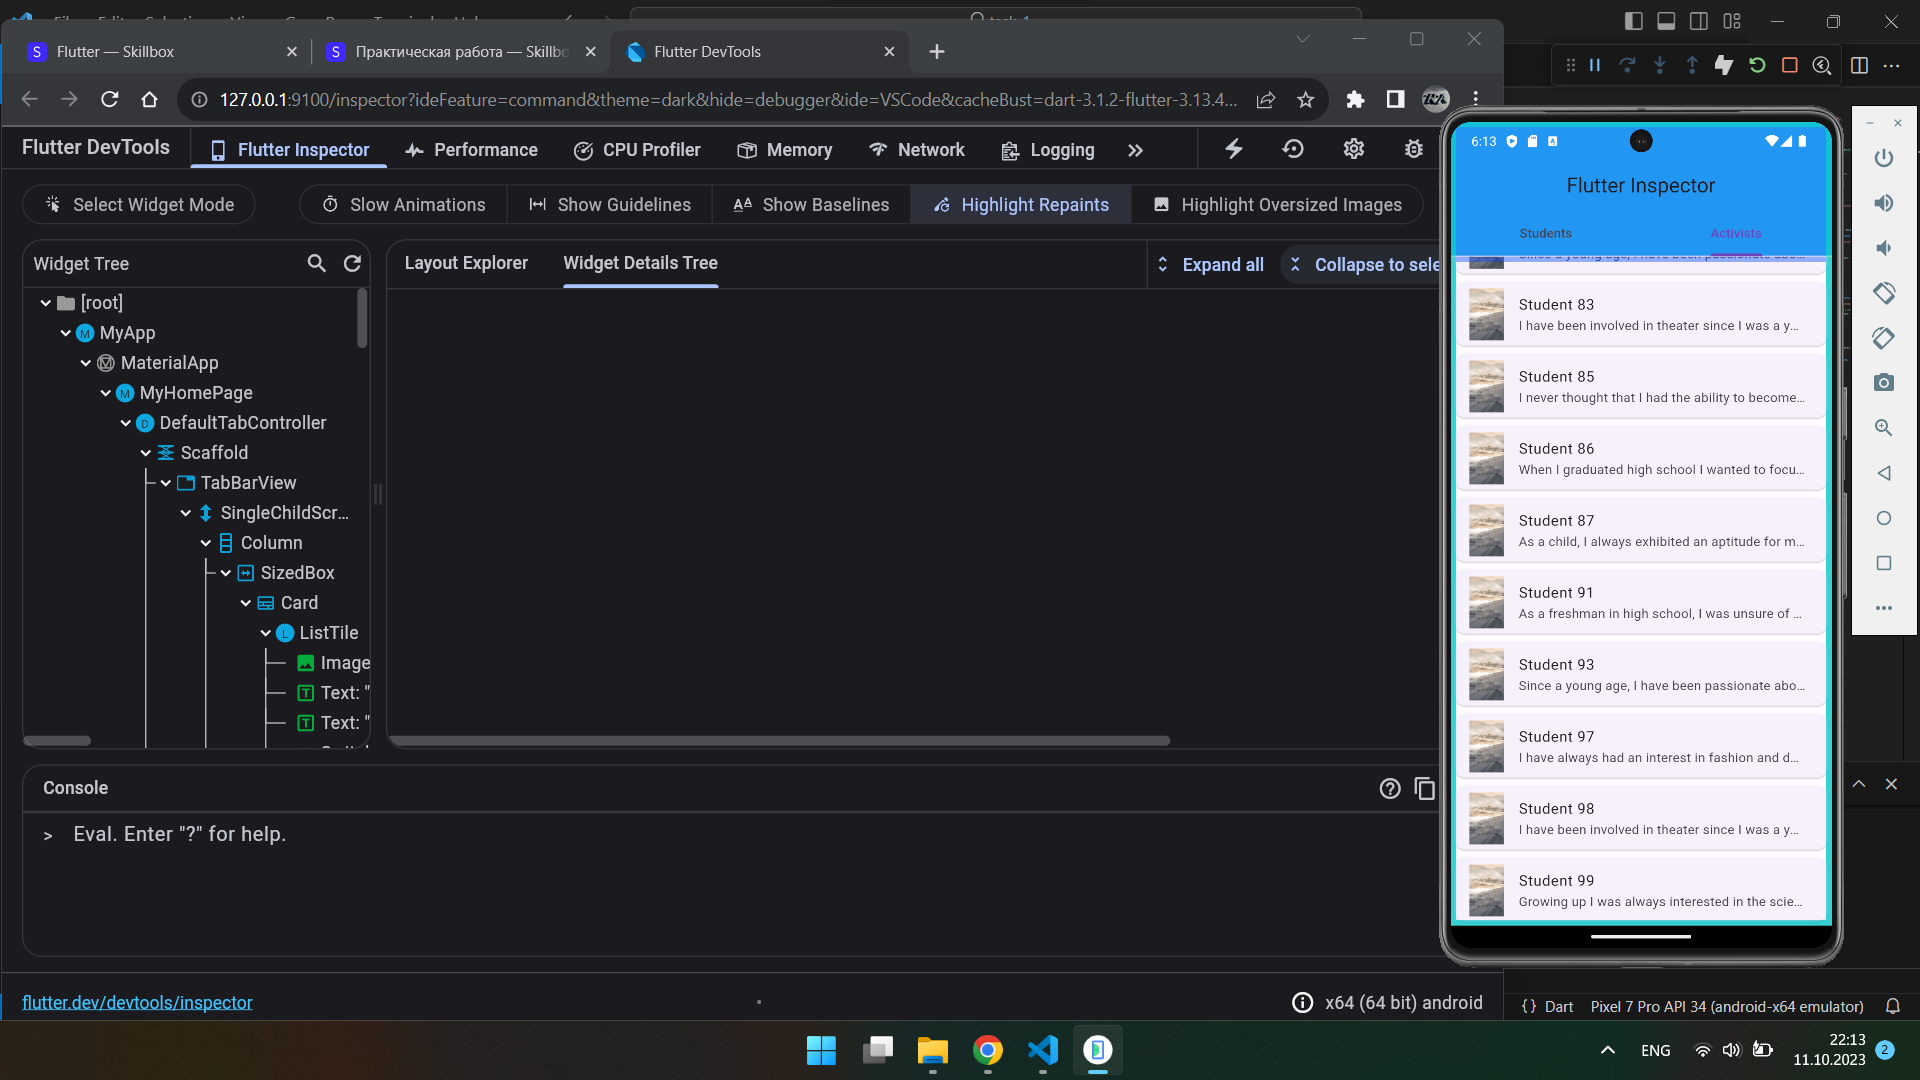 Flutter — Skillbox
Практическая работа — Skillbo
Flutter DevTools
127.0.0.1:9100/inspector?ideFeature=command&theme=dark&hide=debugger&ide=VSCode&cacheBust=dart-3.1.2-flutter-3.13.4...
Flutter DevTools
Flutter Inspector
Performance
CPU Profiler
Memory
Network
Logging
Select Widget Mode
Slow Animations
Show Guidelines
Show Baselines
Highlight Repaints
Highlight Oversized Images
Widget Tree
Layout Explorer
Widget Details Tree
Expand all
Collapse to sele
[root]
MyApp
MaterialApp
MyHomePage
DefaultTabController
Scaffold
TabBarView
SingleChildScr...
Column
SizedBox
Card
ListTile
Image
Text: "
Text: "
Console
> Eval. Enter "?" for help.
flutter.dev/devtools/inspector
x64 (64 bit) android
6:13
Flutter Inspector
Students
Activists
Since a young age, I have been passionate abo...
Student 83
I have been involved in theater since I was a y...
Student 85
I never thought that I had the ability to become...
Student 86
When I graduated high school I wanted to focu...
Student 87
As a child, I always exhibited an aptitude for m...
Student 91
As a freshman in high school, I was unsure of ...
Student 93
Since a young age, I have been passionate abo...
Student 97
I have always had an interest in fashion and d...
Student 98
I have been involved in theater since I was a y...
Student 99
Growing up I was always interested in the scie...
{ } Dart
Pixel 7 Pro API 34 (android-x64 emulator)
ENG
22:13
11.10.2023
2